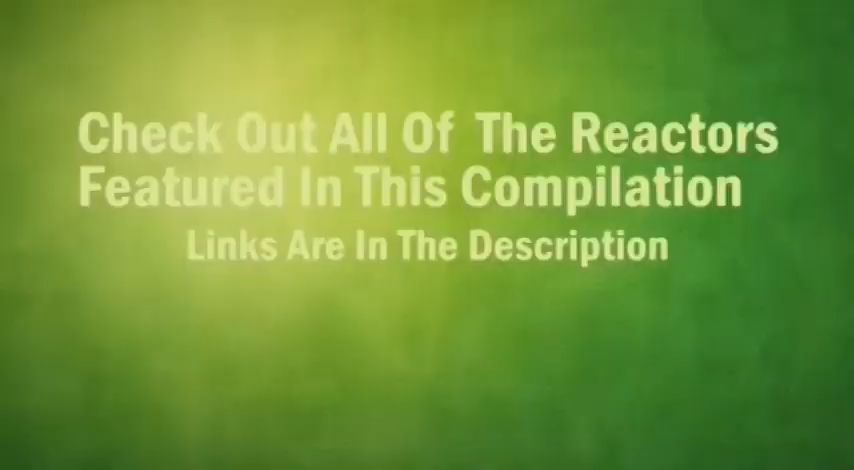 Check Out All Of The Reactors
Featured In This Compilation
Links Are In The Description